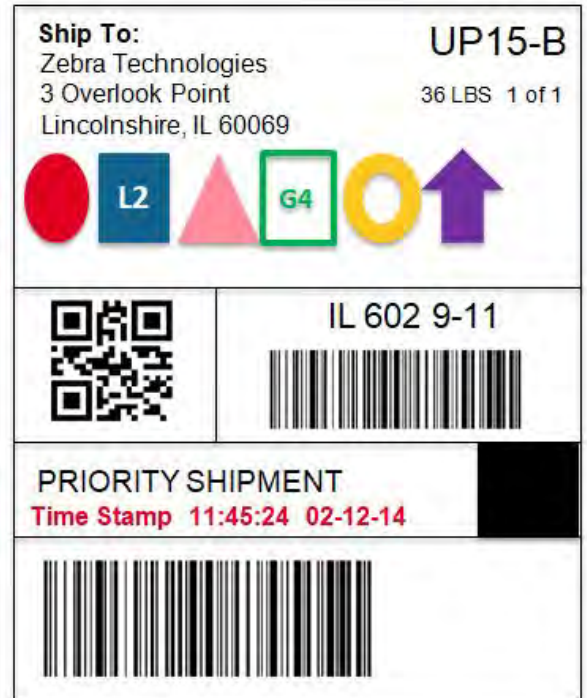 Ship To:
Zebra Technologies
3 Overlook Point
Lincolnshire, IL 60069
UP15-B
36 LBS 1 of 1
L2
G4
IL 602 9-11
PRIORITY SHIPMENT
Time Stamp 11:45:24 02-12-14